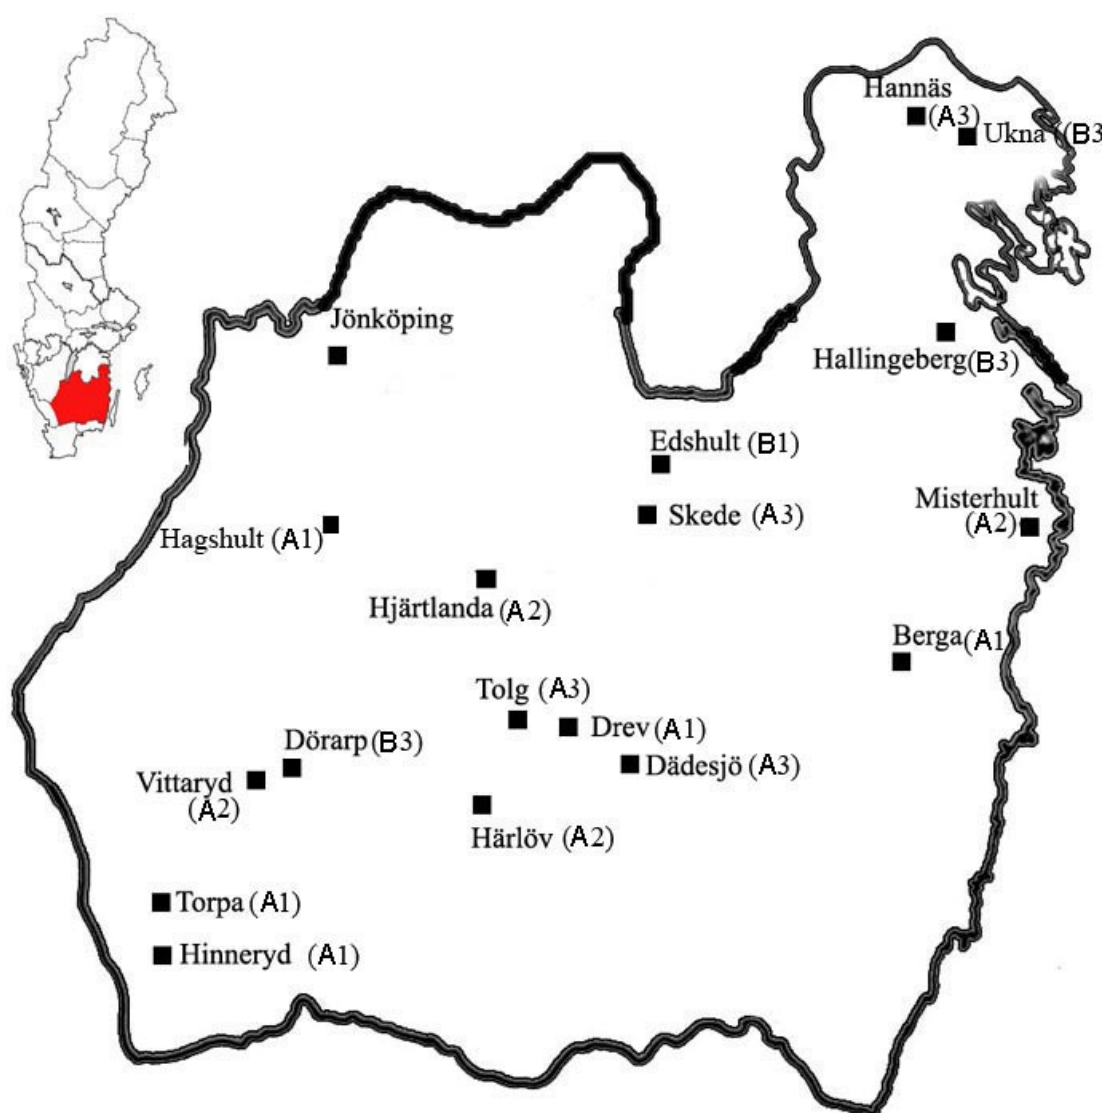 Hannäs
(A3)
Ukna (B3
Jönköping
Hallingeberg(B3)
Edshult (B1)
Misterhult
(A2)
Skede (A3)
Hagshult (A1)
Hjärtlanda (A2)
Berga(A1)
Tolg (A3)
Drev(A1)
Dörarp(B3)
Dädesjö (A3)
Vittaryd
(A2)
Härlöv (A2)
Torpa(A1)
Hinneryd (A1)